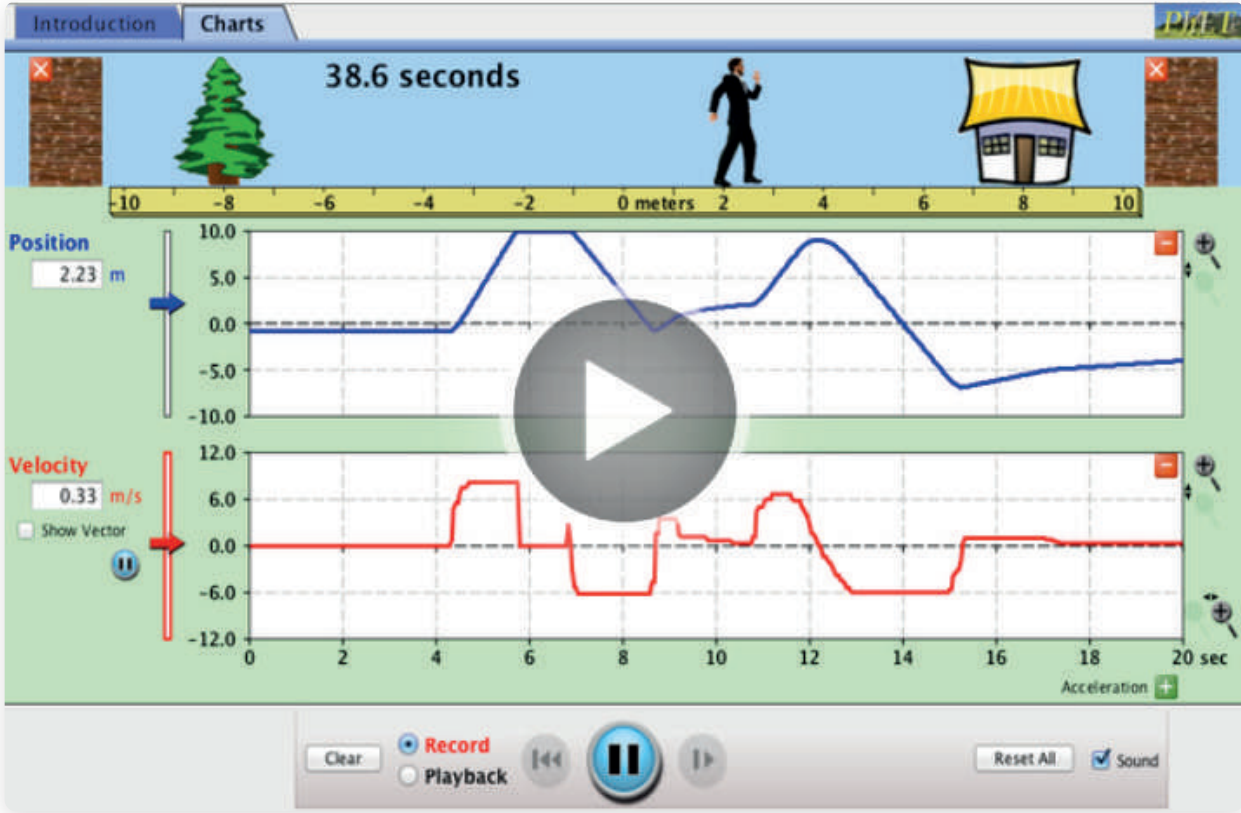 Introduction
Charts
PhET
38.6 seconds
-10 -8 -6 -4 -2 0 meters 2 4 6 8 10
Position
2.23 m
10.0
5.0
0.0
-5.0
-10.0
Velocity
0.33 m/s
Show Vector
12.0
6.0
0.0
-6.0
-12.0
0 2 4 6 8 10 12 14 16 18 20 sec
Acceleration
Clear
Record
Playback
Reset All
Sound